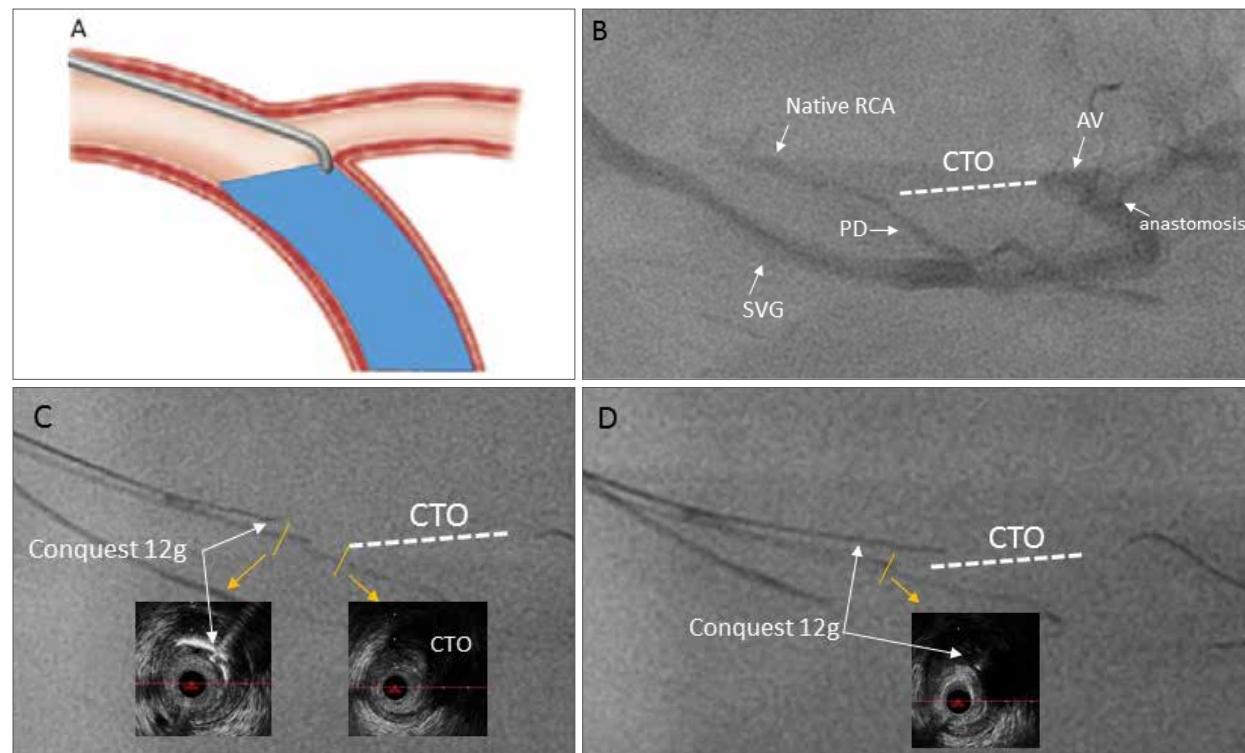 A
B
Native RCA
AV
CTO
anastomosis
PD
SVG
C
CTO
Conquest 12g
CTO
D
CTO
Conquest 12g